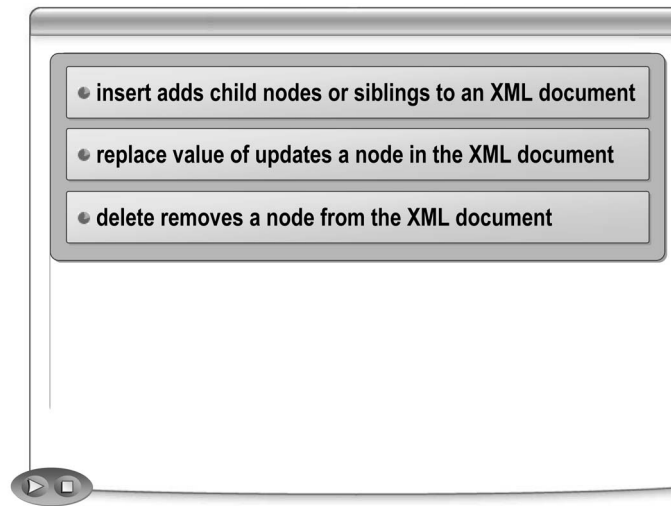 insert adds child nodes or siblings to an XML document
replace value of updates a node in the XML document
delete removes a node from the XML document